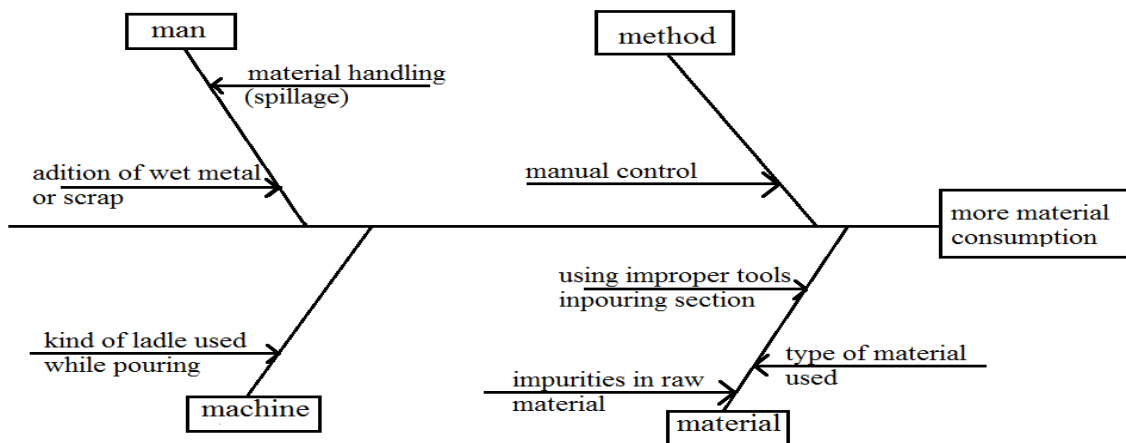 man
method
material handling
(spillage)
adition of wet metal
or scrap
manual control
more material
consumption
using improper tools
inpouring section
kind of ladle used
while pouring
type of material
used
impurities in raw
material
machine
material